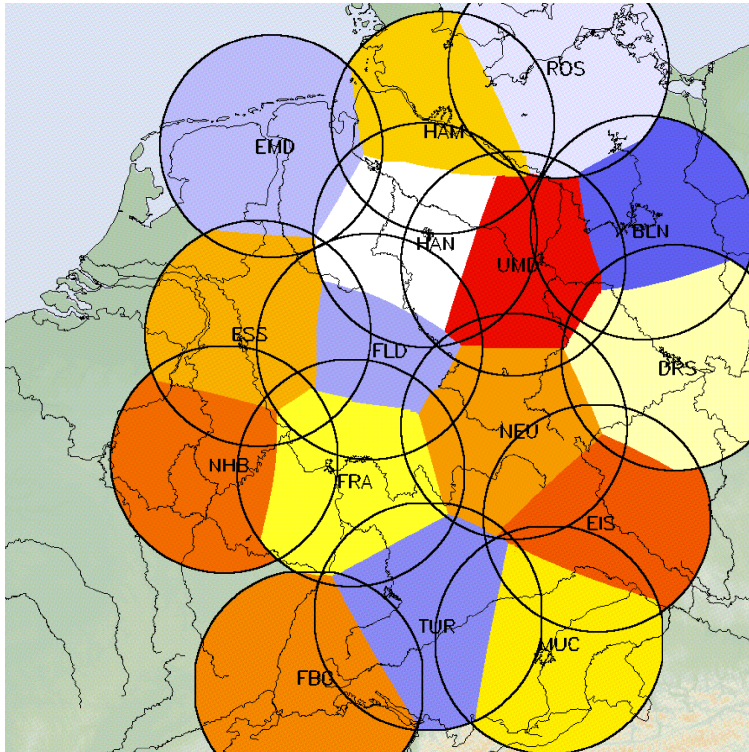 ROS
HAM
EMD
BLN
HAN
UMD
ESS
FLD
DRS
NEU
NHB
FRA
EIS
TUR
MUC
FBG